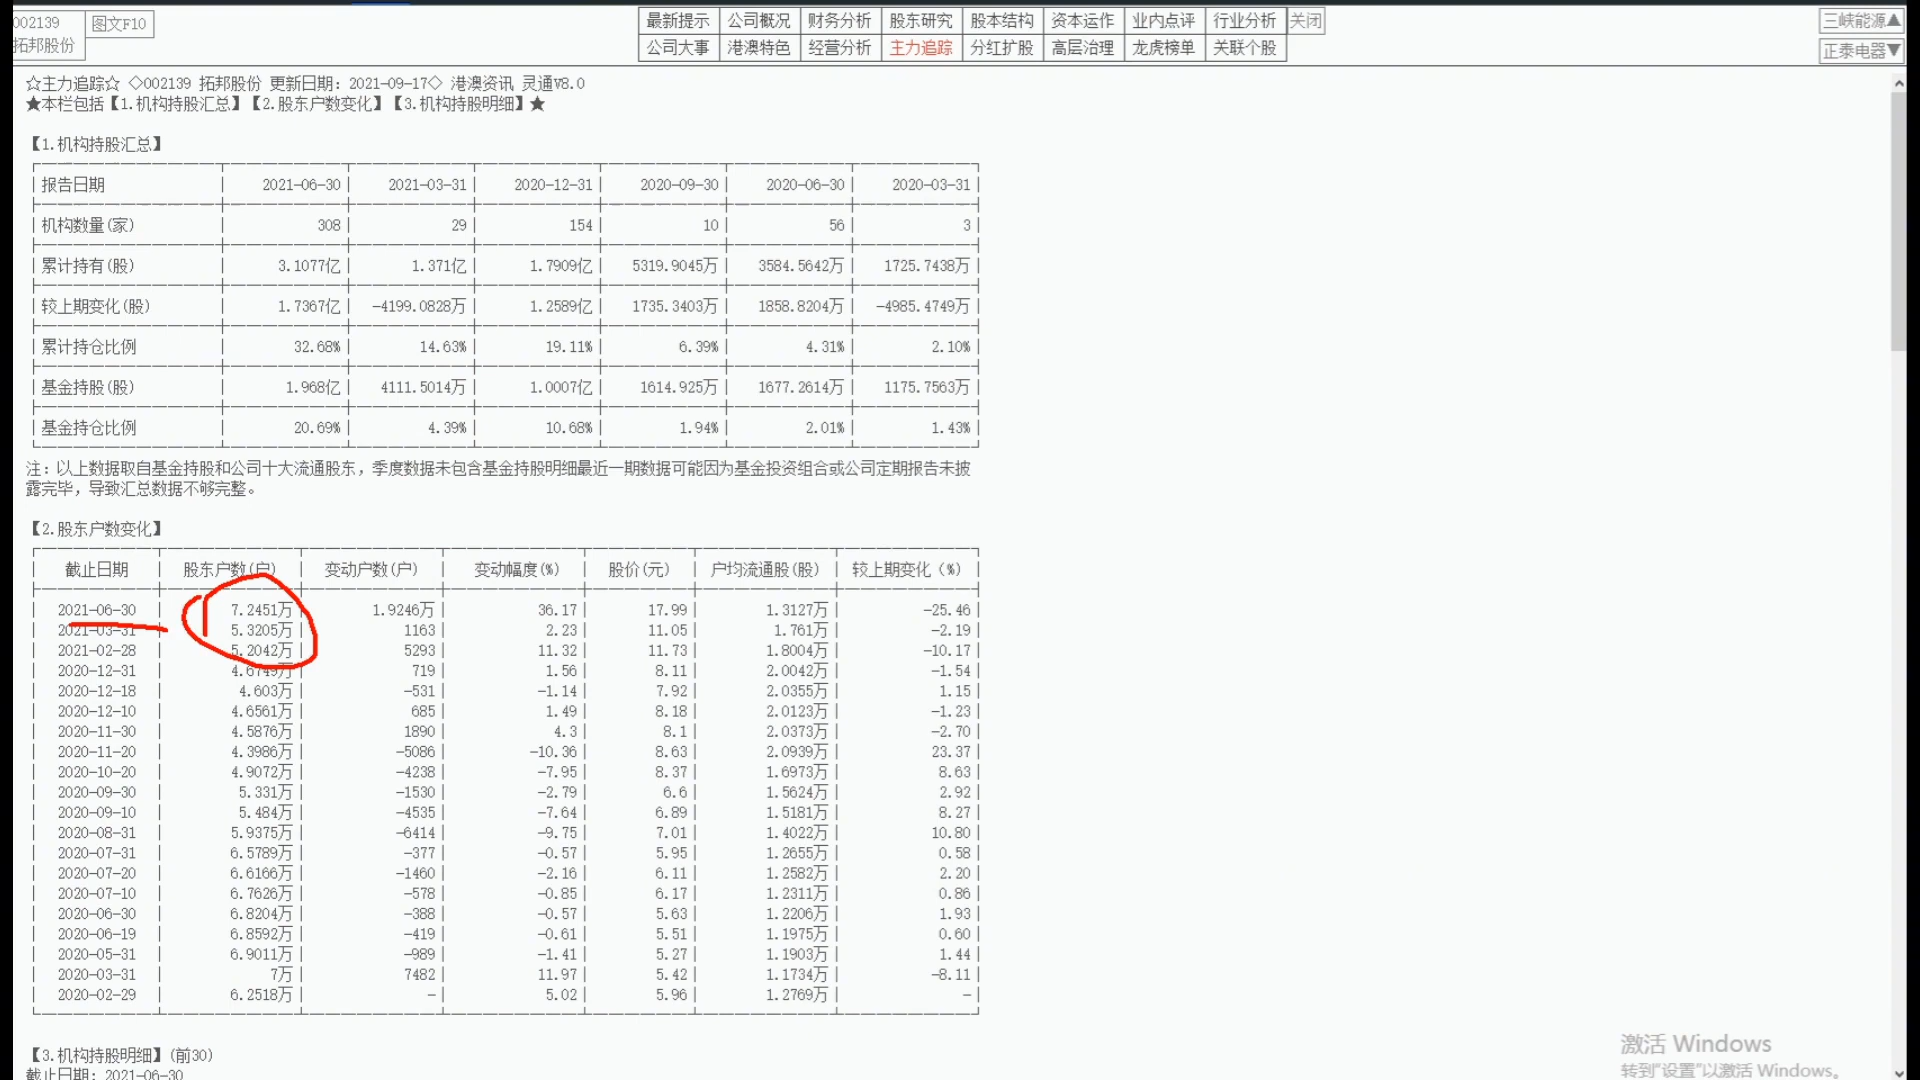 002139
拓邦股份
图文F10
最新提示 公司概况 财务分析 股东研究 股本结构 资本运作 业内点评 行业分析 关闭
公司大事 港澳特色 经营分析 主力追踪 分红扩股 高层治理 龙虎榜单 关联个股
三峡能源▲
正泰电器▼
☆主力追踪☆ ◇002139 拓邦股份 更新日期：2021-09-17◇ 港澳资讯 灵通V8.0
★本栏包括【1.机构持股汇总】【2.股东户数变化】【3.机构持股明细】★
【1.机构持股汇总】
报告日期 2021-06-30 2021-03-31 2020-12-31 2020-09-30 2020-06-30 2020-03-31
机构数量(家) 308 29 154 10 56 3
累计持有(股) 3.1077亿 1.371亿 1.7909亿 5319.9045万 3584.5642万 1725.7438万
较上期变化(股) 1.7367亿 -4199.0828万 1.2589亿 1735.3403万 1858.8204万 -4985.4749万
累计持仓比例 32.68% 14.63% 19.11% 6.39% 4.31% 2.10%
基金持股(股) 1.968亿 4111.5014万 1.0007亿 1614.925万 1677.2614万 1175.7563万
基金持仓比例 20.69% 4.39% 10.68% 1.94% 2.01% 1.43%
注：以上数据取自基金持股和公司十大流通股东，季度数据未包含基金持股明细最近一期数据可能因为基金投资组合或公司定期报告未披
露完毕，导致汇总数据不够完整。
【2.股东户数变化】
截止日期 股东户数(户) 变动户数(户) 变动幅度(%) 股价(元) 户均流通股(股) 较上期变化（%）
2021-06-30 7.2451万 1.9246万 36.17 17.99 1.3127万 -25.46
2021-03-31 5.3205万 1163 2.23 11.05 1.761万 -2.19
2021-02-28 5.2042万 5293 11.32 11.73 1.8004万 -10.17
2020-12-31 4.6749万 719 1.56 8.11 2.0042万 -1.54
2020-12-18 4.603万 -531 -1.14 7.92 2.0355万 1.15
2020-12-10 4.6561万 685 1.49 8.18 2.0123万 -1.23
2020-11-30 4.5876万 1890 4.3 8.1 2.0373万 -2.70
2020-11-20 4.3986万 -5086 -10.36 8.63 2.0939万 23.37
2020-10-20 4.9072万 -4238 -7.95 8.37 1.6973万 8.63
2020-09-30 5.331万 -1530 -2.79 6.6 1.5624万 2.92
2020-09-10 5.484万 -4535 -7.64 6.89 1.5181万 8.27
2020-08-31 5.9375万 -6414 -9.75 7.01 1.4022万 10.80
2020-07-31 6.5789万 -377 -0.57 5.95 1.2655万 0.58
2020-07-20 6.6166万 -1460 -2.16 6.11 1.2582万 2.20
2020-07-10 6.7626万 -578 -0.85 6.17 1.2311万 0.86
2020-06-30 6.8204万 -388 -0.57 5.63 1.2206万 1.93
2020-06-19 6.8592万 -419 -0.61 5.51 1.1975万 0.60
2020-05-31 6.9011万 -989 -1.41 5.27 1.1903万 1.44
2020-03-31 7万 7482 11.97 5.42 1.1734万 -8.11
2020-02-29 6.2518万 - 5.02 5.96 1.2769万 -
【3.机构持股明细】(前30)
截止日期：2021-06-30
激活 Windows
转到“设置”以激活 Windows。